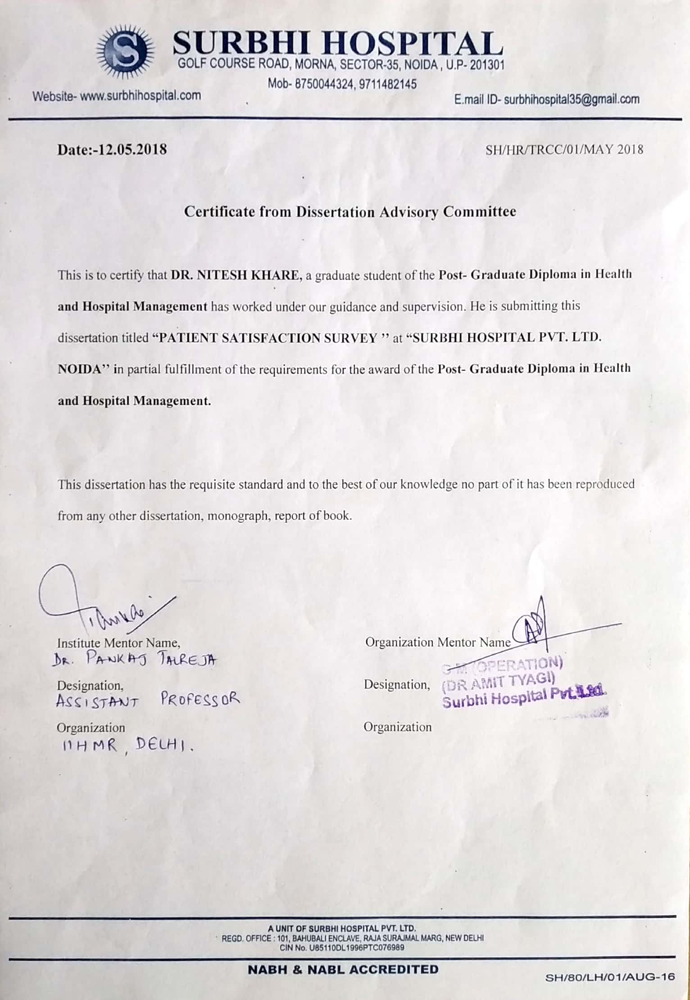 S
SURBHI HOSPITAL
GOLF COURSE ROAD, MORNA, SECTOR-35, NOIDA , U.P- 201301
Mob- 8750044324, 9711482145
Website- www.surbhihospital.com
E.mail ID- surbhihospital35@gmail.com
Date:-12.05.2018
SH/HR/TRCC/01/MAY 2018
Certificate from Dissertation Advisory Committee
This is to certify that DR. NITESH KHARE, a graduate student of the Post- Graduate Diploma in Health
and Hospital Management has worked under our guidance and supervision. He is submitting this
dissertation titled “PATIENT SATISFACTION SURVEY ” at “SURBHI HOSPITAL PVT. LTD.
NOIDA” in partial fulfillment of the requirements for the award of the Post- Graduate Diploma in Health
and Hospital Management.
This dissertation has the requisite standard and to the best of our knowledge no part of it has been reproduced
from any other dissertation, monograph, report of book.
Pankaj
Institute Mentor Name,
DR. PANKAJ TALREJA
Designation,
ASSISTANT PROFESSOR
Organization
IIHMR, DELHI.
Organization Mentor Name
G M (OPERATION)
Designation, (DR AMIT TYAGI)
Surbhi Hospital Pvt. Ltd.
Organization
A UNIT OF SURBHI HOSPITAL PVT. LTD.
REGD. OFFICE : 101, BAHUBALI ENCLAVE, RAJA SURAJMAL MARG, NEW DELHI
CIN No. U85110DL1996PTC076989
NABH & NABL ACCREDITED
SH/80/LH/01/AUG-16